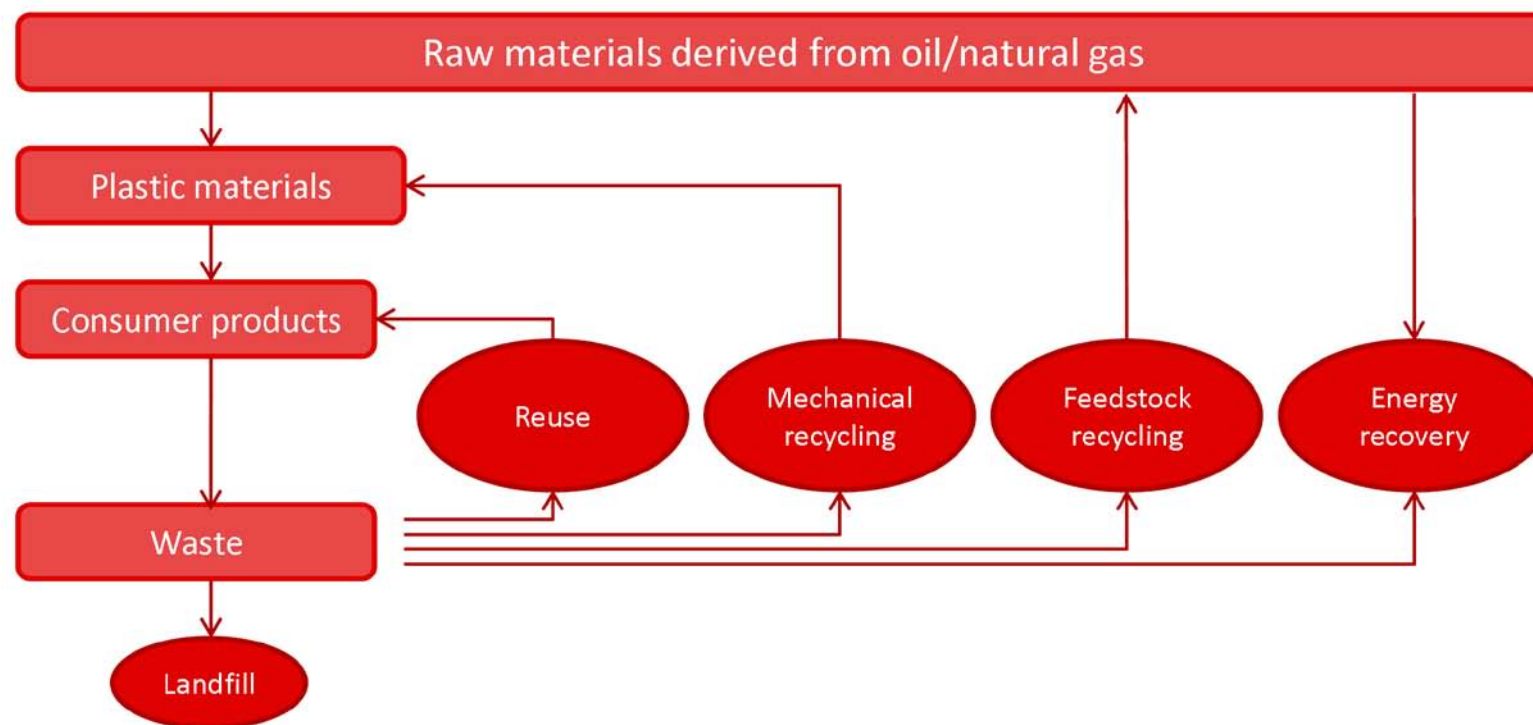 Raw materials derived from oil/natural gas
Plastic materials
Consumer products
Reuse
Mechanical
recycling
Feedstock
recycling
Energy
recovery
Waste
Landfill